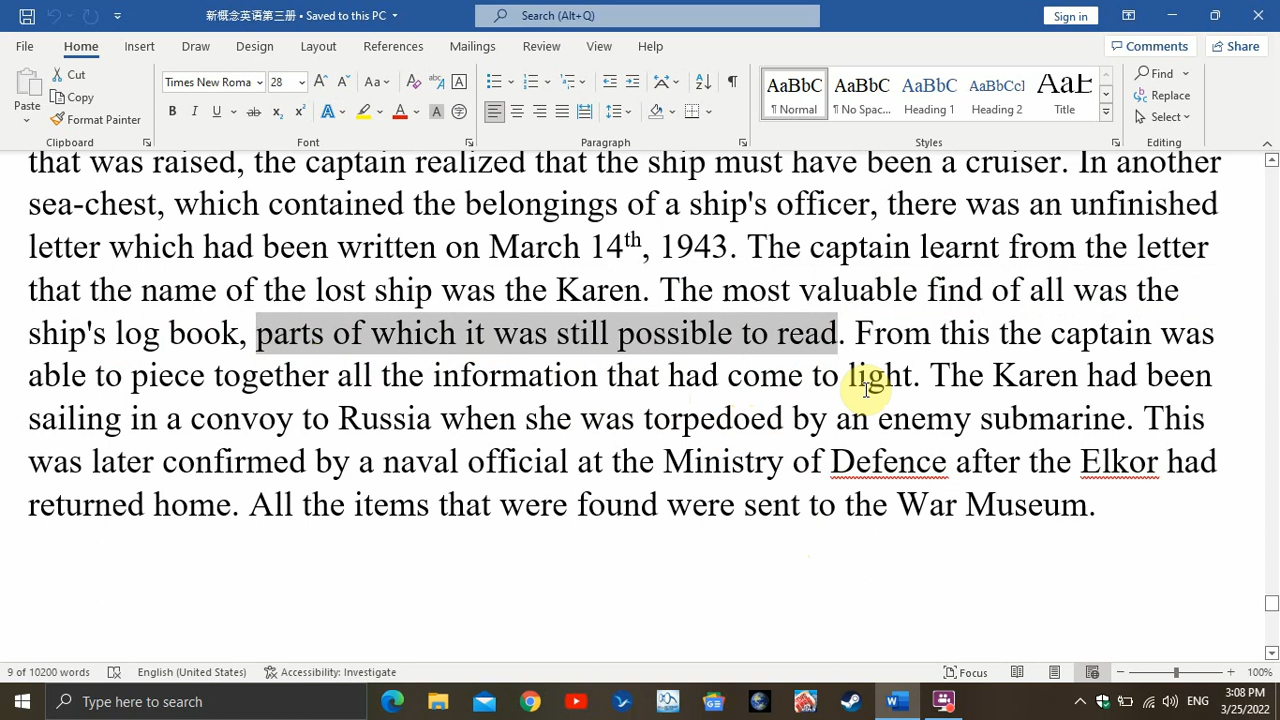 新概念英语第三册 • Saved to this PC
Search (Alt+Q)
Sign in
File Home Insert Draw Design Layout References Mailings Review View Help
Comments Share
Paste
Cut
Copy
Format Painter
Times New Roma 28
AaBbC AaBbC AaBbC AaBbCcI AaB
¶ Normal ¶ No Spac... Heading 1 Heading 2 Title
Find
Replace
Select
Clipboard Font Paragraph Styles Editing
that was raised, the captain realized that the ship must have been a cruiser. In another
sea-chest, which contained the belongings of a ship's officer, there was an unfinished
letter which had been written on March 14th, 1943. The captain learnt from the letter
that the name of the lost ship was the Karen. The most valuable find of all was the
ship's log book, parts of which it was still possible to read. From this the captain was
able to piece together all the information that had come to light. The Karen had been
sailing in a convoy to Russia when she was torpedoed by an enemy submarine. This
was later confirmed by a naval official at the Ministry of Defence after the Elkor had
returned home. All the items that were found were sent to the War Museum.
9 of 10200 words English (United States) Accessibility: Investigate Focus 100%
Type here to search
ENG
3:08 PM
3/25/2022